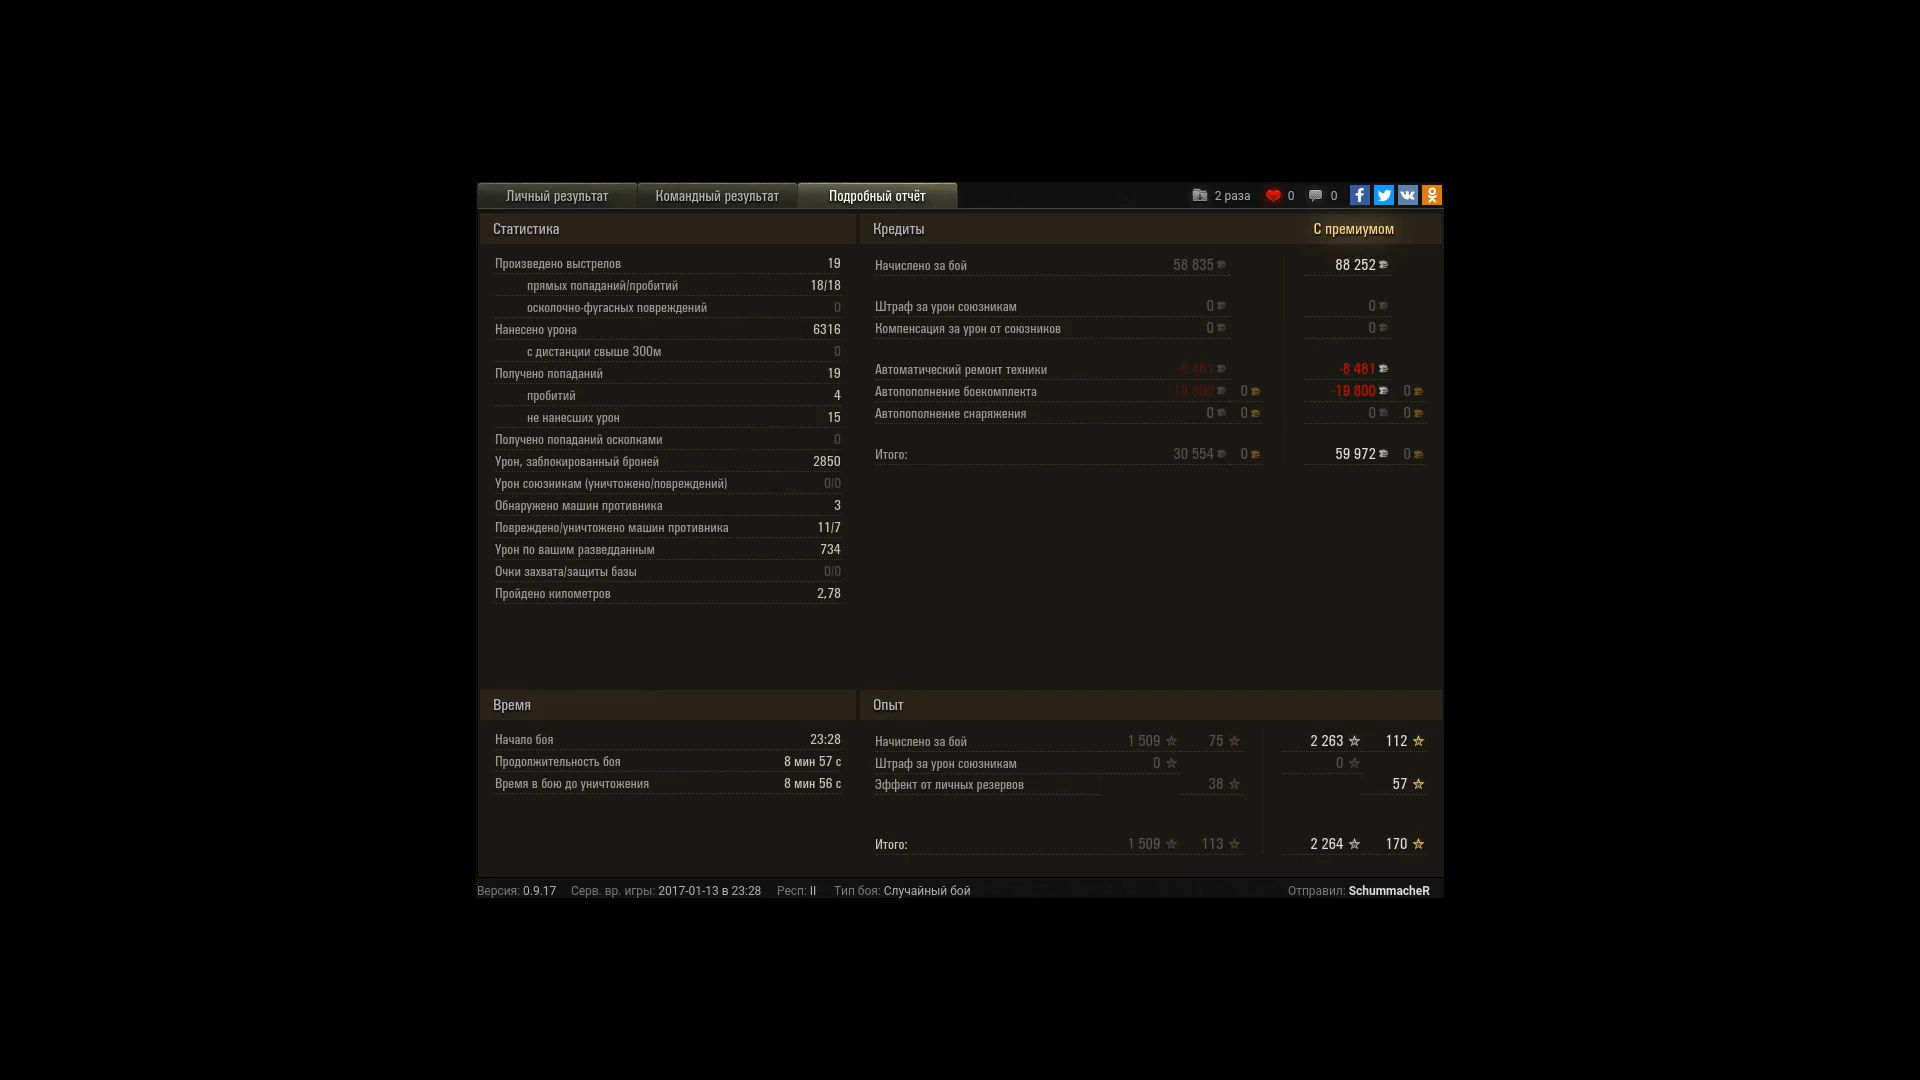 Личный результат Командный результат Подробный отчёт 2 раза 0 0
Статистика
Произведено выстрелов 19
прямых попаданий/пробитий 18/18
осколочно-фугасных повреждений 0
Нанесено урона 6316
с дистанции свыше 300м 0
Получено попаданий 19
пробитий 4
не нанесших урон 15
Получено попаданий осколками 0
Урон, заблокированный броней 2850
Урон союзникам (уничтожено/повреждений) 0/0
Обнаружено машин противника 3
Повреждено/уничтожено машин противника 11/7
Урон по вашим разведданным 734
Очки захвата/защиты базы 0/0
Пройдено километров 2,78
Кредиты С премиумом
Начислено за бой 58 835 88 252
Штраф за урон союзникам 0 0
Компенсация за урон от союзников 0 0
Автоматический ремонт техники -8 481 -8 481
Автопополнение боекомплекта -19 800 0 -19 800 0
Автопополнение снаряжения 0 0 0 0
Итого: 30 554 0 59 972 0
Время
Начало боя 23:28
Продолжительность боя 8 мин 57 с
Время в бою до уничтожения 8 мин 56 с
Опыт
Начислено за бой 1 509 75 2 263 112
Штраф за урон союзникам 0 0
Эффект от личных резервов 38 57
Итого: 1 509 113 2 264 170
Версия: 0.9.17 Серв. вр. игры: 2017-01-13 в 23:28 Респ: II Тип боя: Случайный бой Отправил: SchummacheR